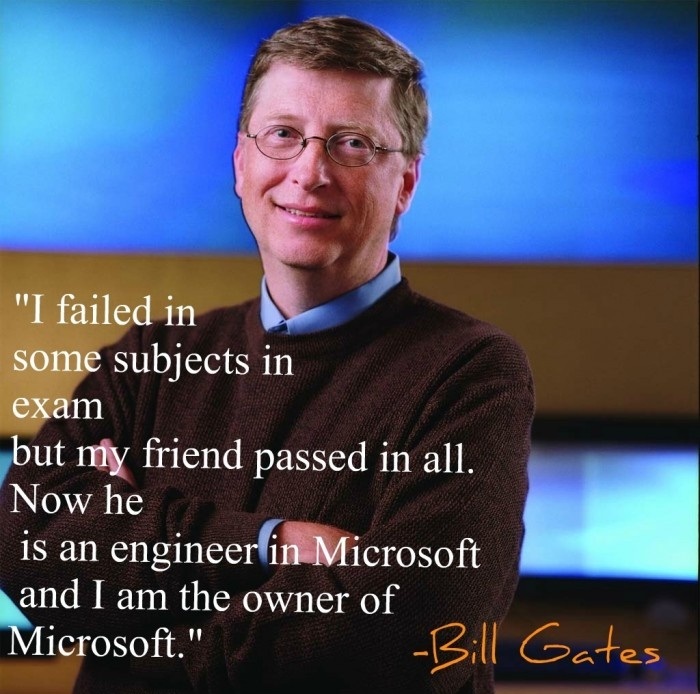 "I failed in
some subjects in
exam
but my friend passed in all.
Now he
is an engineer in Microsoft
and I am the owner of
Microsoft."
-Bill Gates